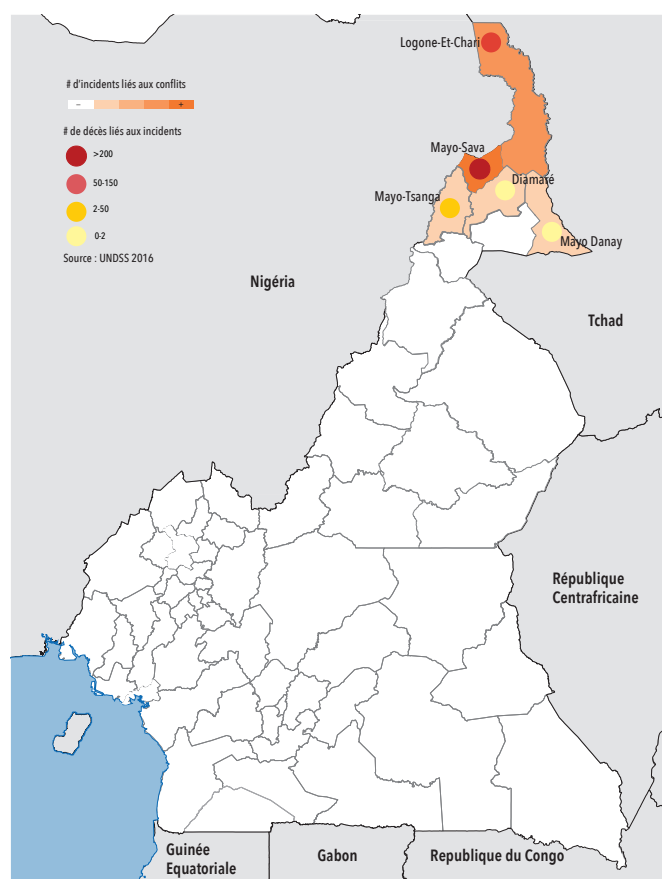 # d'incidents liés aux conflits
– +
# de décès liés aux incidents
>200
50-150
2-50
0-2
Source : UNDSS 2016
Logone-Et-Chari
Mayo-Sava
Diamaré
Mayo-Tsanga
Mayo Danay
Nigéria
Tchad
République
Centrafricaine
Guinée
Equatoriale
Gabon
Republique du Congo